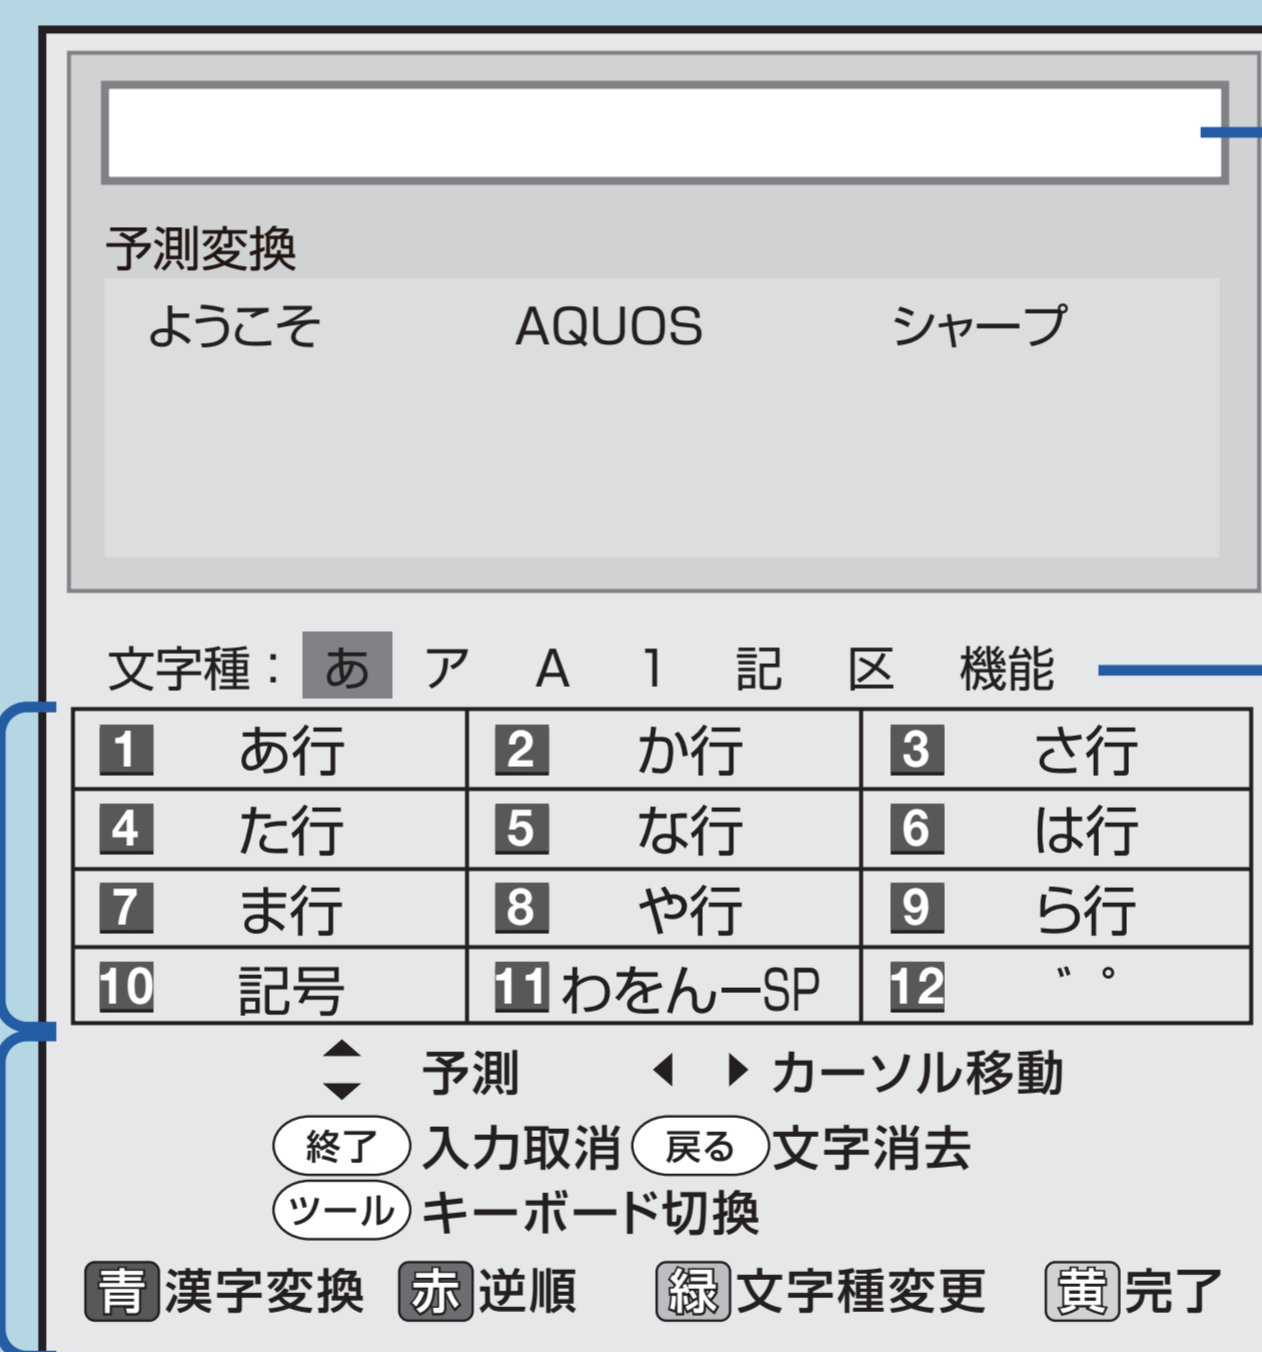 予測変換
ようこそ AQUOS シャープ
文字種： あ ア A 1 記 区 機能
1 あ行 2 か行 3 さ行
4 た行 5 な行 6 は行
7 ま行 8 や行 9 ら行
10 記号 11 わをんーSP 12 ゛゜
予測 カーソル移動
終了 入力取消 戻る 文字消去
ツール キーボード切換
青 漢字変換 赤 逆順 緑 文字種変更 黄 完了